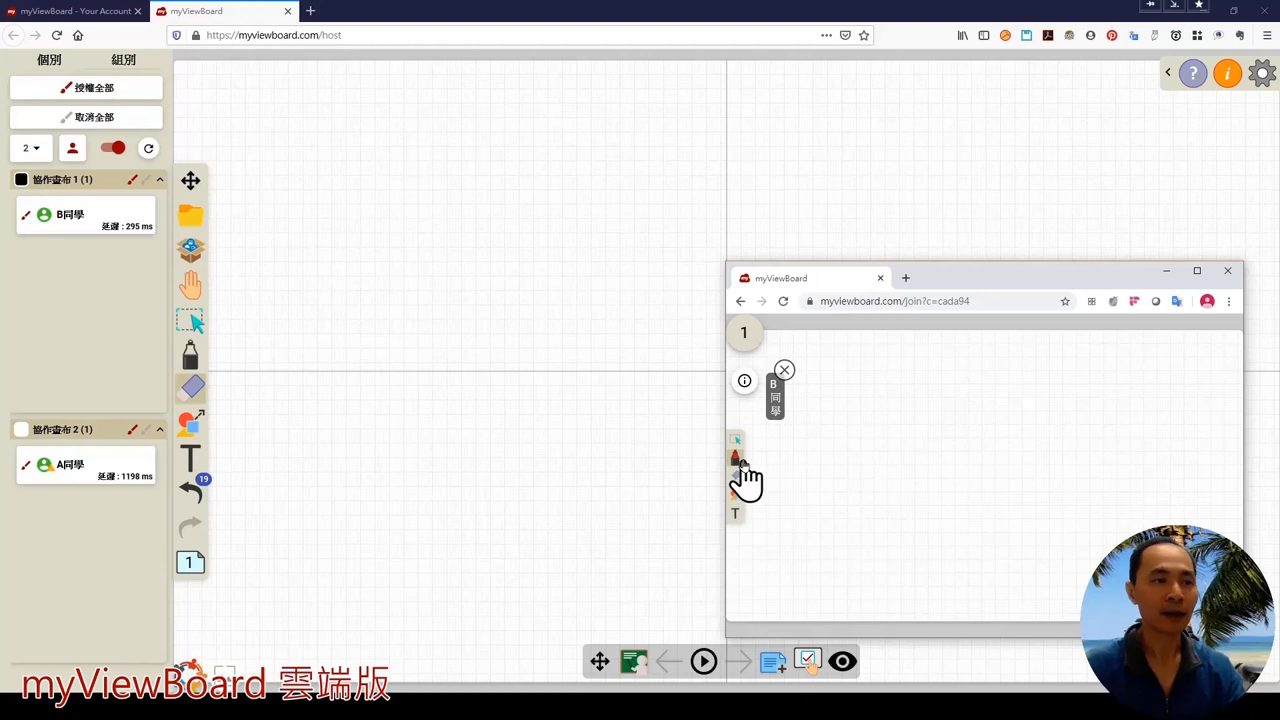 myViewBoard - Your Account
myViewBoard
https://myviewboard.com/host
個別 組別
授權全部
取消全部
2
協作畫布 1 (1)
B同學
延遲 : 295 ms
協作畫布 2 (1)
A同學
延遲 : 1198 ms
T
19
1
? i
myViewBoard
myviewboard.com/join?c=cada94
1
B
同
學
T
myViewBoard 雲端版